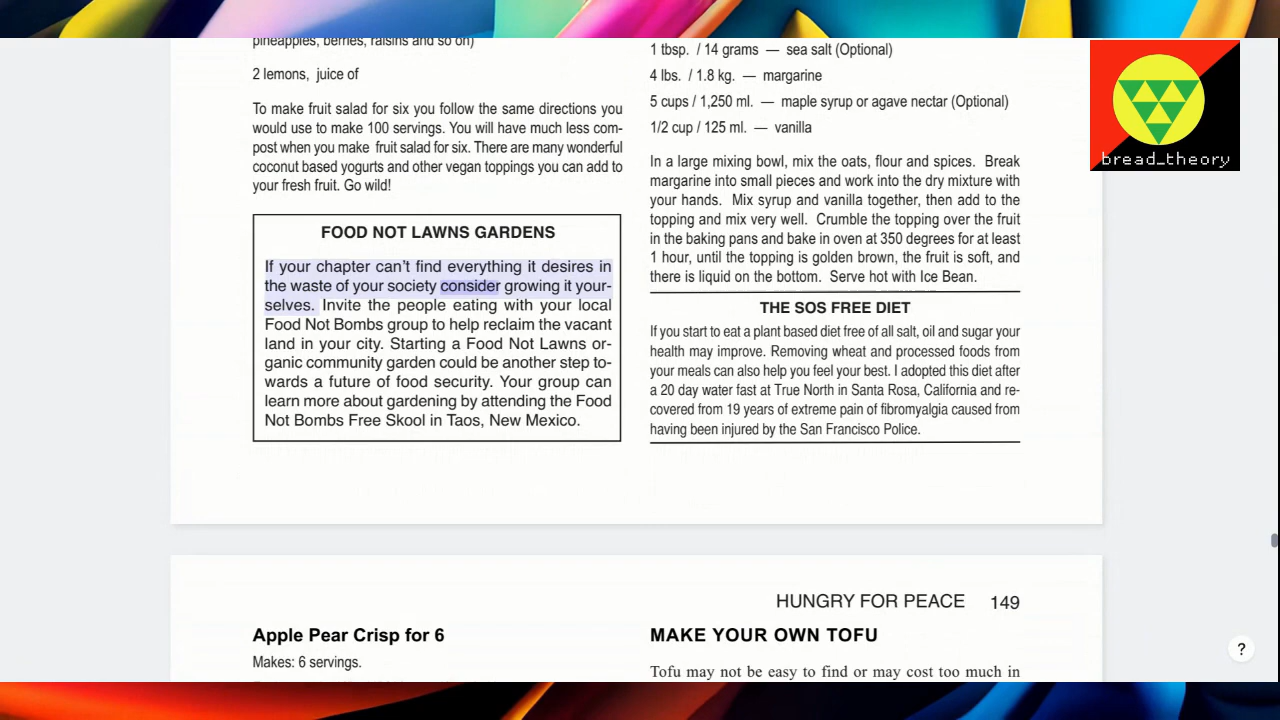 pineapples, berries, raisins and so on)
2 lemons, juice of
To make fruit salad for six you follow the same directions you
would use to make 100 servings. You will have much less com-
post when you make fruit salad for six. There are many wonderful
coconut based yogurts and other vegan toppings you can add to
your fresh fruit. Go wild!
FOOD NOT LAWNS GARDENS
If your chapter can't find everything it desires in
the waste of your society consider growing it your-
selves. Invite the people eating with your local
Food Not Bombs group to help reclaim the vacant
land in your city. Starting a Food Not Lawns or-
ganic community garden could be another step to-
wards a future of food security. Your group can
learn more about gardening by attending the Food
Not Bombs Free Skool in Taos, New Mexico.
1 tbsp. / 14 grams — sea salt (Optional)
4 lbs. / 1.8 kg. — margarine
5 cups / 1,250 ml. — maple syrup or agave nectar (Optional)
1/2 cup / 125 ml. — vanilla
In a large mixing bowl, mix the oats, flour and spices. Break
margarine into small pieces and work into the dry mixture with
your hands. Mix syrup and vanilla together, then add to the
topping and mix very well. Crumble the topping over the fruit
in the baking pans and bake in oven at 350 degrees for at least
1 hour, until the topping is golden brown, the fruit is soft, and
there is liquid on the bottom. Serve hot with Ice Bean.
THE SOS FREE DIET
If you start to eat a plant based diet free of all salt, oil and sugar your
health may improve. Removing wheat and processed foods from
your meals can also help you feel your best. I adopted this diet after
a 20 day water fast at True North in Santa Rosa, California and re-
covered from 19 years of extreme pain of fibromyalgia caused from
having been injured by the San Francisco Police.
bread_theory
HUNGRY FOR PEACE 149
Apple Pear Crisp for 6
Makes: 6 servings.
MAKE YOUR OWN TOFU
Tofu may not be easy to find or may cost too much in
?